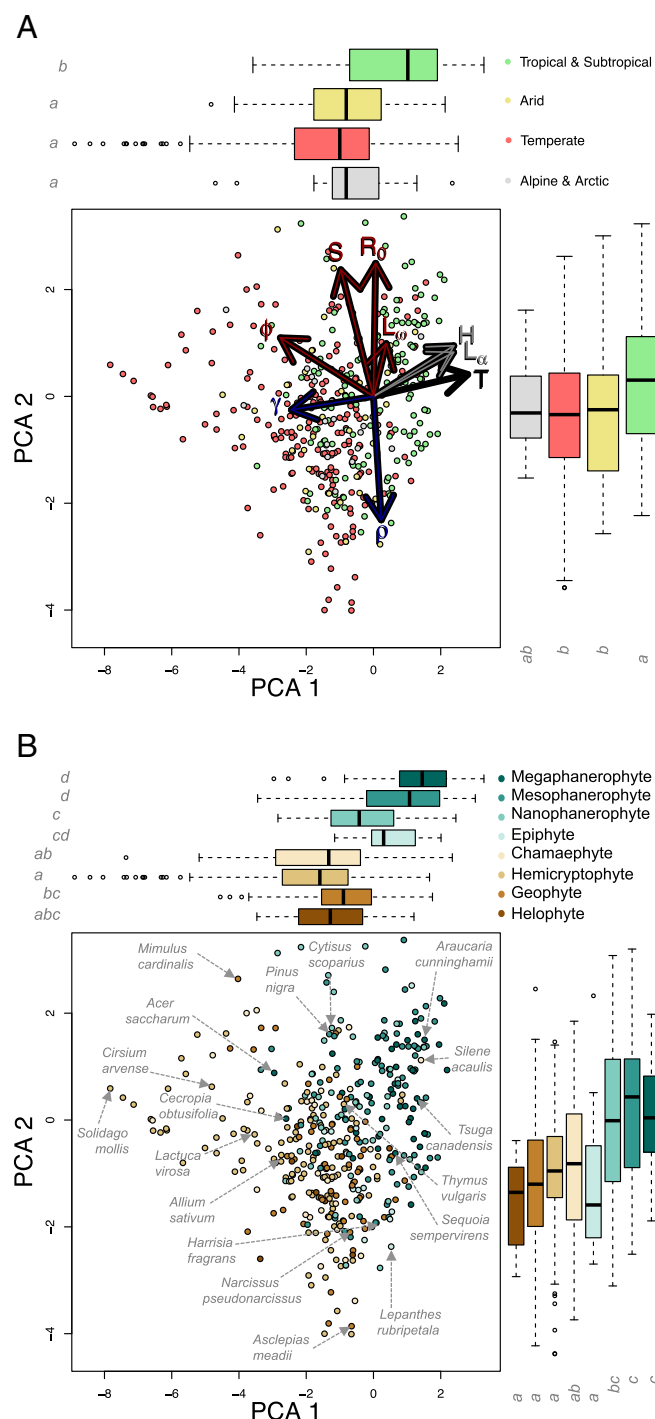 A
b
Tropical & Subtropical
a
Arid
a
Temperate
a
Alpine & Arctic
S
R0
ϕ
Lω
H
Lα
T
γ
ρ
PCA 2
2
0
−2
−4
−8
−6
−4
−2
0
2
PCA 1
ab
b
b
a
B
d
Megaphanerophyte
d
Mesophanerophyte
c
Nanophanerophyte
cd
Epiphyte
ab
Chamaephyte
a
Hemicryptophyte
bc
Geophyte
abc
Helophyte
Mimulus
cardinalis
Cytisus
scoparius
Araucaria
cunninghamii
Pinus
nigra
Acer
saccharum
Silene
acaulis
Cirsium
arvense
Cecropia
obtusifolia
Solidago
mollis
Tsuga
canadensis
Lactuca
virosa
Thymus
vulgaris
Allium
sativum
Sequoia
sempervirens
Harrisia
fragrans
Narcissus
pseudonarcissus
Lepanthes
rubripetala
Asclepias
meadii
PCA 2
2
0
−2
−4
−8
−6
−4
−2
0
2
PCA 1
a
a
a
ab
a
bc
c
c